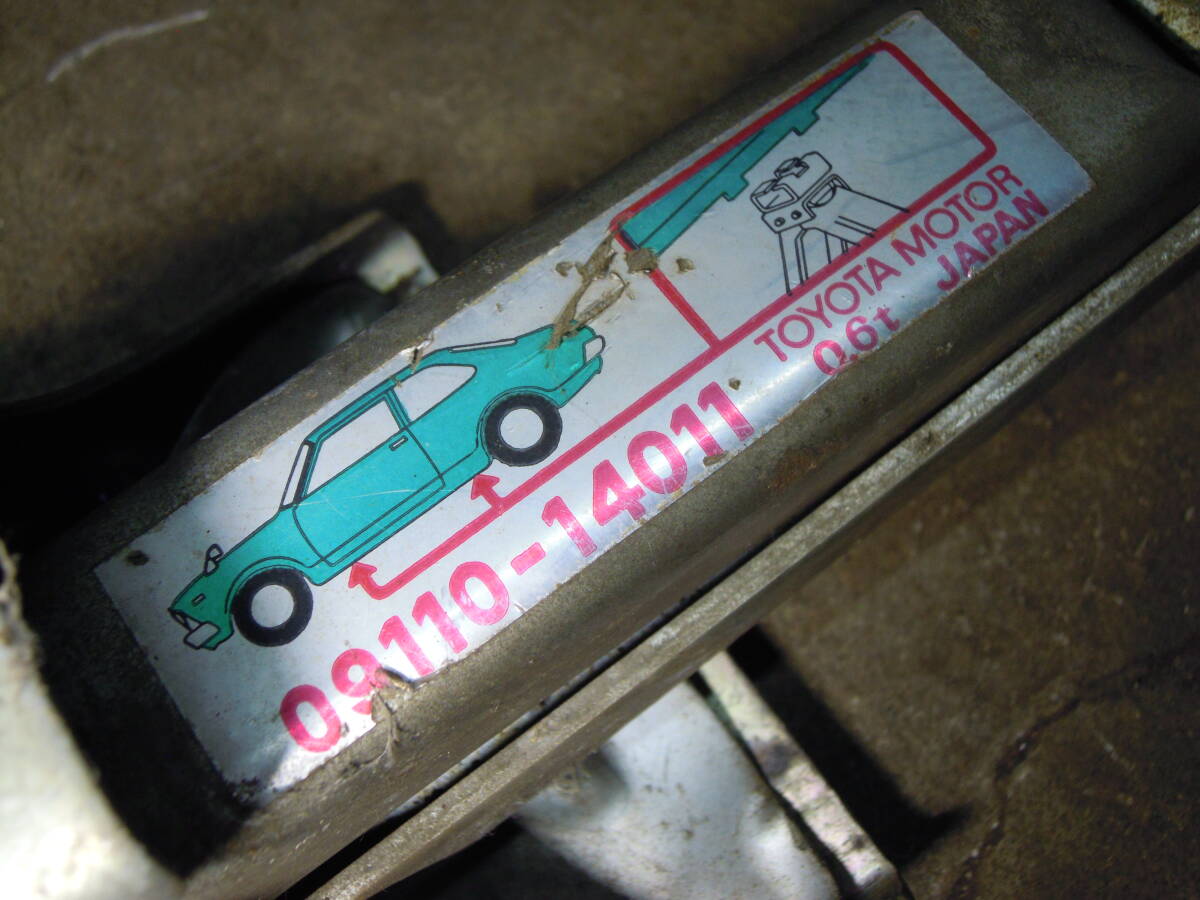 TOYOTA MOTOR
0.6t JAPAN
09110-14011